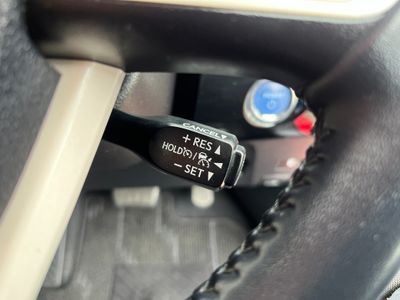 CANCEL▼
+ RES▲
HOLD / ◄
− SET▼